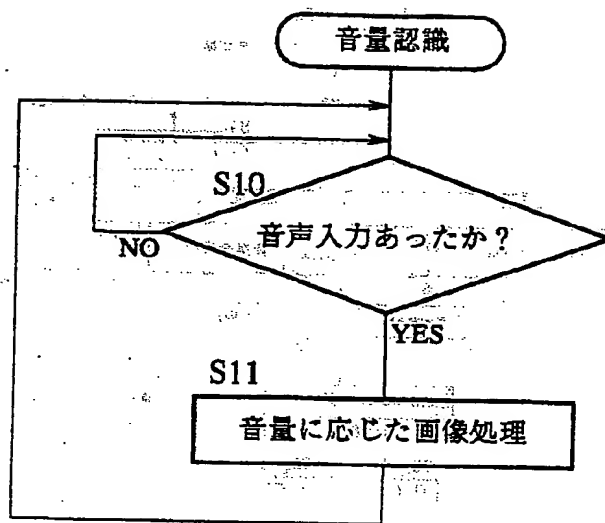 音量認識
S10
音声入力あったか？
NO
YES
S11
音量に応じた画像処理